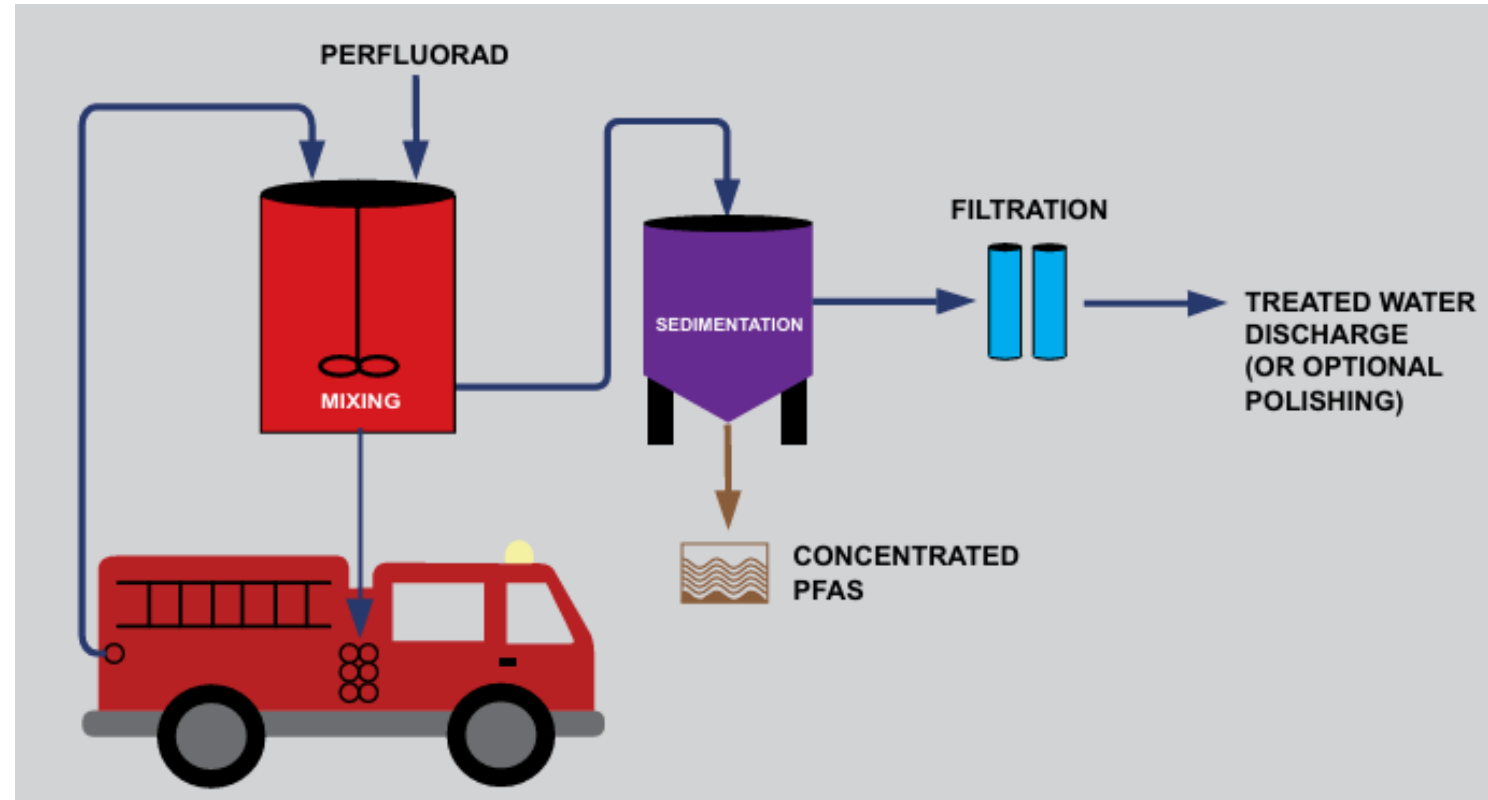 PERFLUORAD
MIXING
SEDIMENTATION
FILTRATION
TREATED WATER
DISCHARGE
(OR OPTIONAL
POLISHING)
CONCENTRATED
PFAS